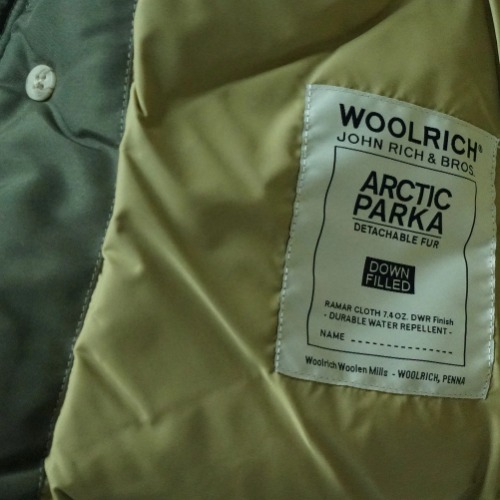 WOOLRICH®
JOHN RICH & BROS.
ARCTIC
PARKA
DETACHABLE FUR
DOWN
FILLED
RAMAR CLOTH 7.4 OZ. DWR Finish
- DURABLE WATER REPELLENT -
NAME --------------
Woolrich Woolen Mills - WOOLRICH, PENNA